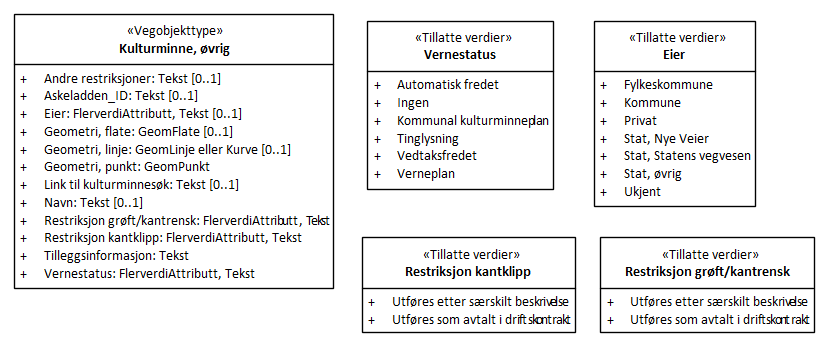 «Vegobjekttype»
Kulturminne, øvrig
+ Andre restriksjoner: Tekst [0..1]
+ Askeladden_ID: Tekst [0..1]
+ Eier: FlerverdiAttributt, Tekst [0..1]
+ Geometri, flate: GeomFlate [0..1]
+ Geometri, linje: GeomLinje eller Kurve [0..1]
+ Geometri, punkt: GeomPunkt
+ Link til kulturminnesøk: Tekst [0..1]
+ Navn: Tekst [0..1]
+ Restriksjon grøft/kantrensk: FlerverdiAttributt, Tekst
+ Restriksjon kantklipp: FlerverdiAttributt, Tekst
+ Tilleggsinformasjon: Tekst
+ Vernestatus: FlerverdiAttributt, Tekst
«Tillatte verdier»
Vernestatus
+ Automatisk fredet
+ Ingen
+ Kommunal kulturminneplan
+ Tinglysning
+ Vedtaksfredet
+ Verneplan
«Tillatte verdier»
Eier
+ Fylkeskommune
+ Kommune
+ Privat
+ Stat, Nye Veier
+ Stat, Statens vegvesen
+ Stat, øvrig
+ Ukjent
«Tillatte verdier»
Restriksjon kantklipp
+ Utføres etter særskilt beskrivelse
+ Utføres som avtalt i driftskontrakt
«Tillatte verdier»
Restriksjon grøft/kantrensk
+ Utføres etter særskilt beskrivelse
+ Utføres som avtalt i driftskontrakt